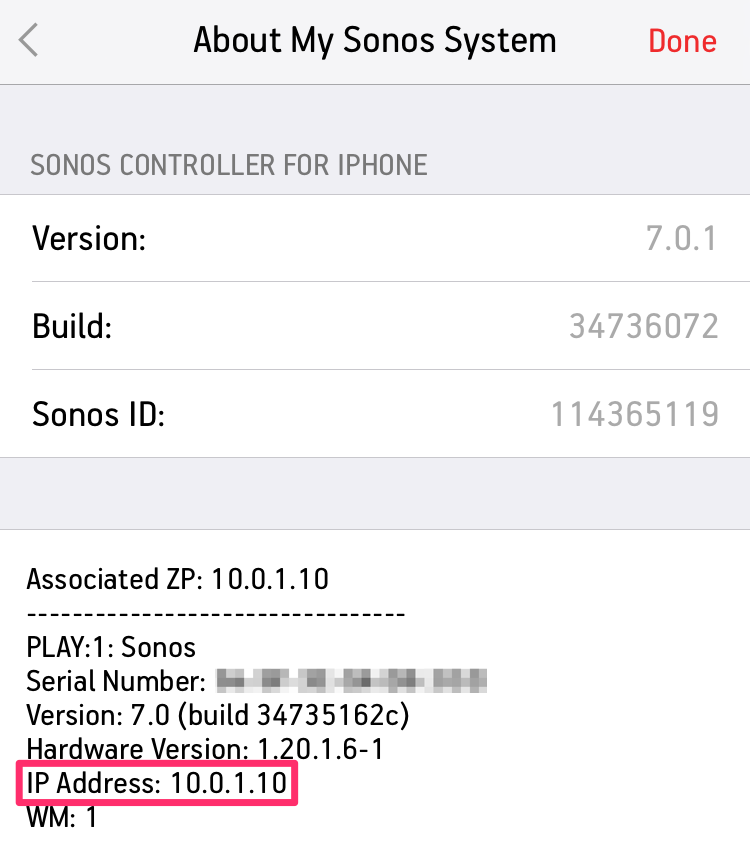 About My Sonos System
Done
SONOS CONTROLLER FOR IPHONE
Version: 7.0.1
Build: 34736072
Sonos ID: 114365119
Associated ZP: 10.0.1.10
---------------------------------
PLAY:1: Sonos
Serial Number:
Version: 7.0 (build 34735162c)
Hardware Version: 1.20.1.6-1
IP Address: 10.0.1.10
WM: 1